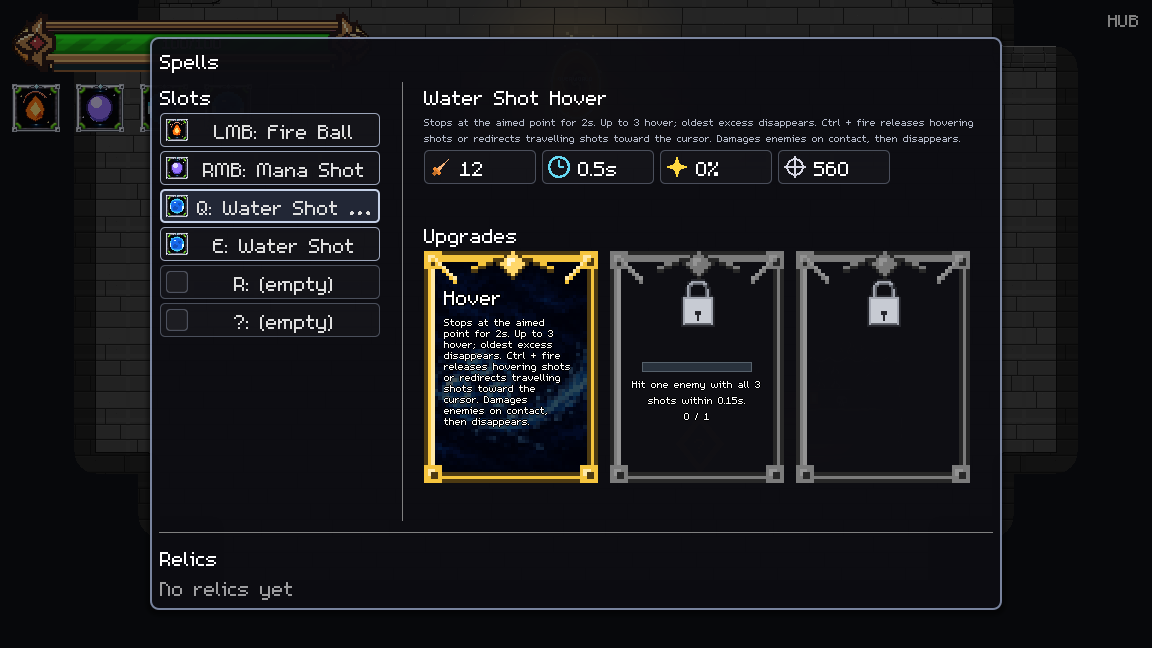 HUB
Spells
Slots
LMB: Fire Ball
RMB: Mana Shot
Q: Water Shot ...
E: Water Shot
R: (empty)
?: (empty)
Water Shot Hover
Stops at the aimed point for 2s. Up to 3 hover; oldest excess disappears. Ctrl + fire releases hovering
shots or redirects travelling shots toward the cursor. Damages enemies on contact, then disappears.
12
0.5s
0%
560
Upgrades
Hover
Stops at the aimed
point for 2s. Up to 3
hover; oldest excess
disappears. Ctrl + fire
releases hovering shots
or redirects travelling
shots toward the
cursor. Damages
enemies on contact,
then disappears.
Hit one enemy with all 3
shots within 0.15s.
0 / 1
Relics
No relics yet